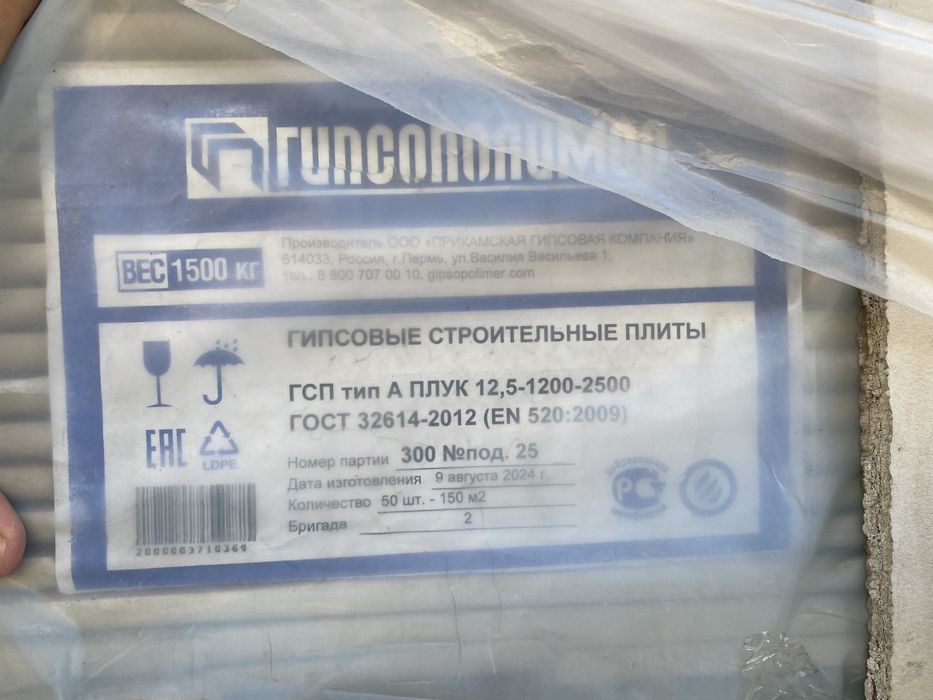 ГИПСОПОЛИМЕР
ВЕС 1500 кг
Производитель ООО «ПРИКАМСКАЯ ГИПСОВАЯ КОМПАНИЯ»
614033, Россия, г.Пермь, ул.Василия Васильева 1,
тел.: 8 800 707 00 10, gipsopolimer.com
ГИПСОВЫЕ СТРОИТЕЛЬНЫЕ ПЛИТЫ
ГСП тип А ПЛУК 12,5-1200-2500
ГОСТ 32614-2012 (EN 520:2009)
Номер партии 300 №под. 25
Дата изготовления 9 августа 2024 г.
Количество 50 шт. - 150 м2
Бригада 2
EAC
LDPE
2000003710369
РСТ